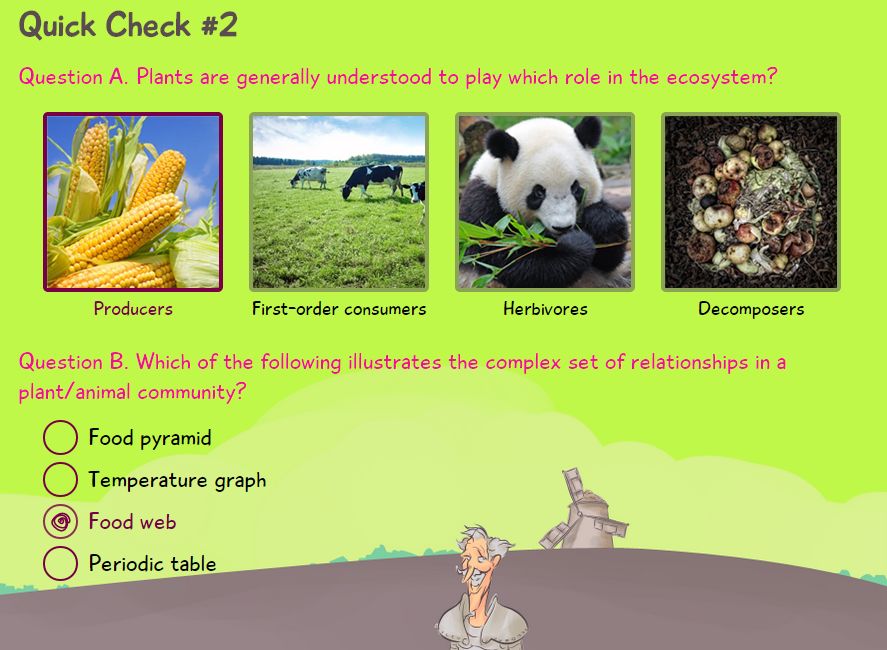 Quick Check #2
Question A. Plants are generally understood to play which role in the ecosystem?
Producers
First-order consumers
Herbivores
Decomposers
Question B. Which of the following illustrates the complex set of relationships in a
plant/animal community?
Food pyramid
Temperature graph
Food web
Periodic table